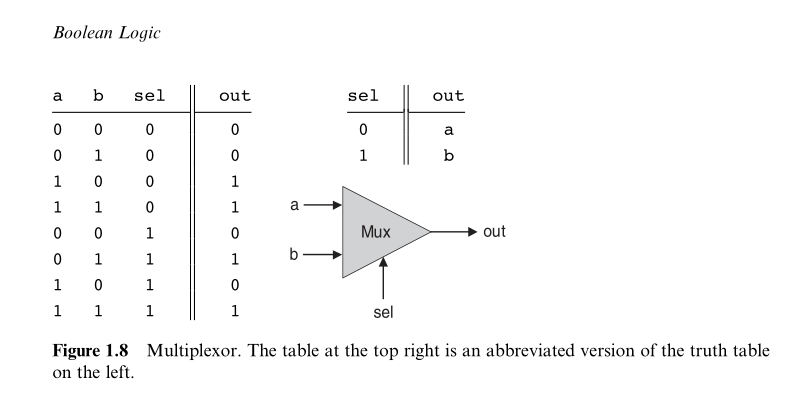 Boolean Logic
a b sel out
0 0 0 0
0 1 0 0
1 0 0 1
1 1 0 1
0 0 1 0
0 1 1 1
1 0 1 0
1 1 1 1
sel out
0 a
1 b
a
b
Mux
out
sel
Figure 1.8 Multiplexor. The table at the top right is an abbreviated version of the truth table
on the left.